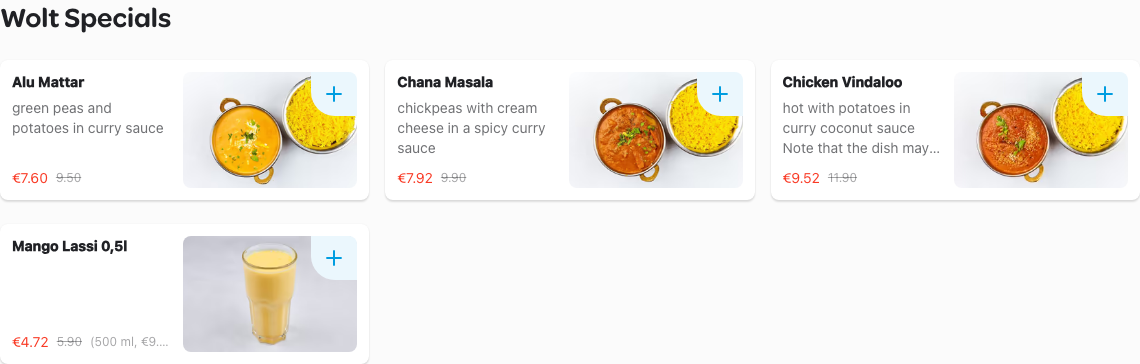 Wolt Specials
Alu Mattar
green peas and
potatoes in curry sauce
€7.60 9.50
Chana Masala
chickpeas with cream
cheese in a spicy curry
sauce
€7.92 9.90
Chicken Vindaloo
hot with potatoes in
curry coconut sauce
Note that the dish may...
€9.52 11.90
Mango Lassi 0,5l
€4.72 5.90 (500 ml, €9....